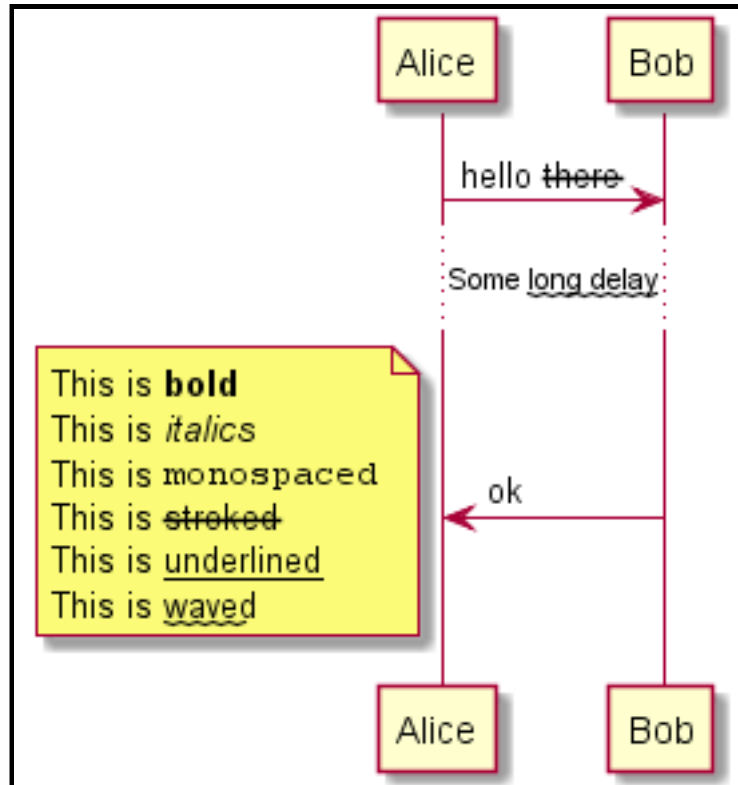 Alice Bob
hello there
Some long delay
This is bold
This is italics
This is monospaced
ok
This is stroked
This is underlined
This is waved
Alice Bob